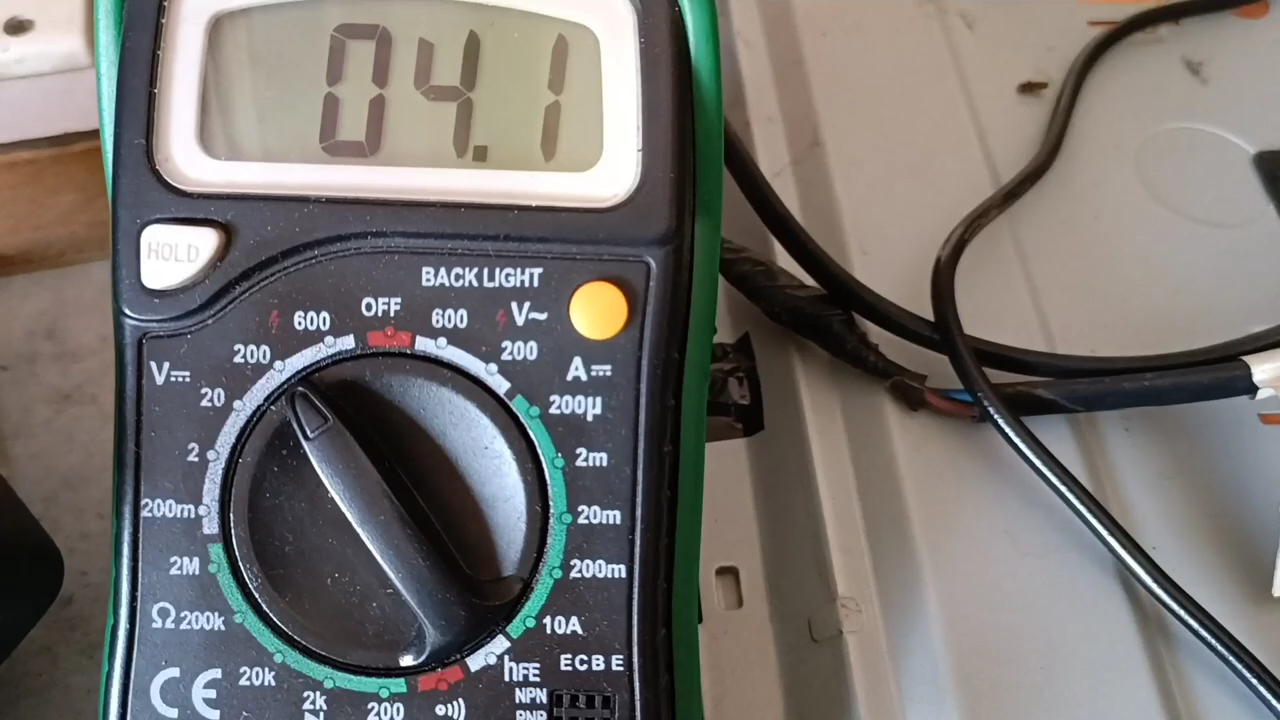 04.1
HOLD
BACK LIGHT
OFF
600
600
V~
200
200
V⎓
A⎓
20
200µ
2
2m
200m
20m
2M
200m
Ω 200k
10A
hFE
ECBE
CE
20k
2k
200
NPN
PNP